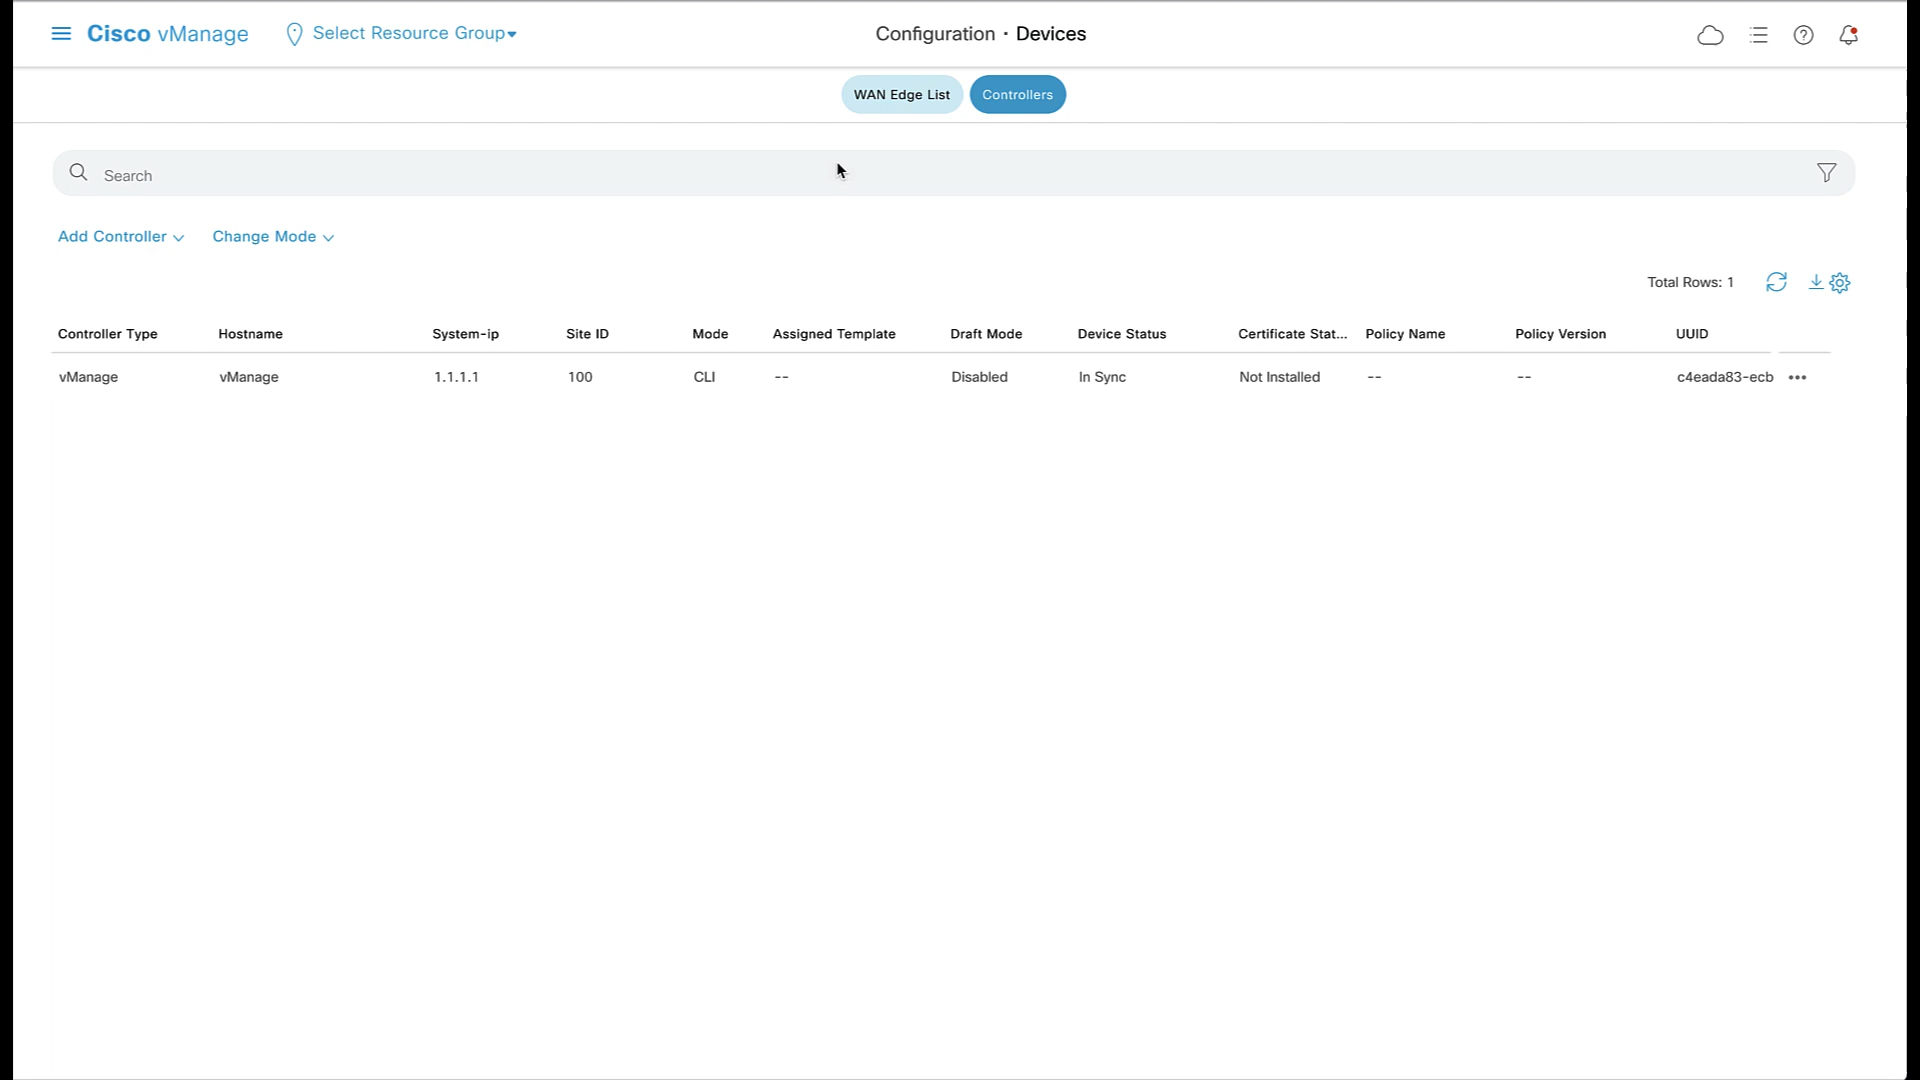 Cisco vManage
Select Resource Group
Configuration · Devices
WAN Edge List
Controllers
Search
Add Controller
Change Mode
Total Rows: 1
Controller Type Hostname System-ip Site ID Mode Assigned Template Draft Mode Device Status Certificate Stat... Policy Name Policy Version UUID
vManage vManage 1.1.1.1 100 CLI -- Disabled In Sync Not Installed -- -- c4eada83-ecb